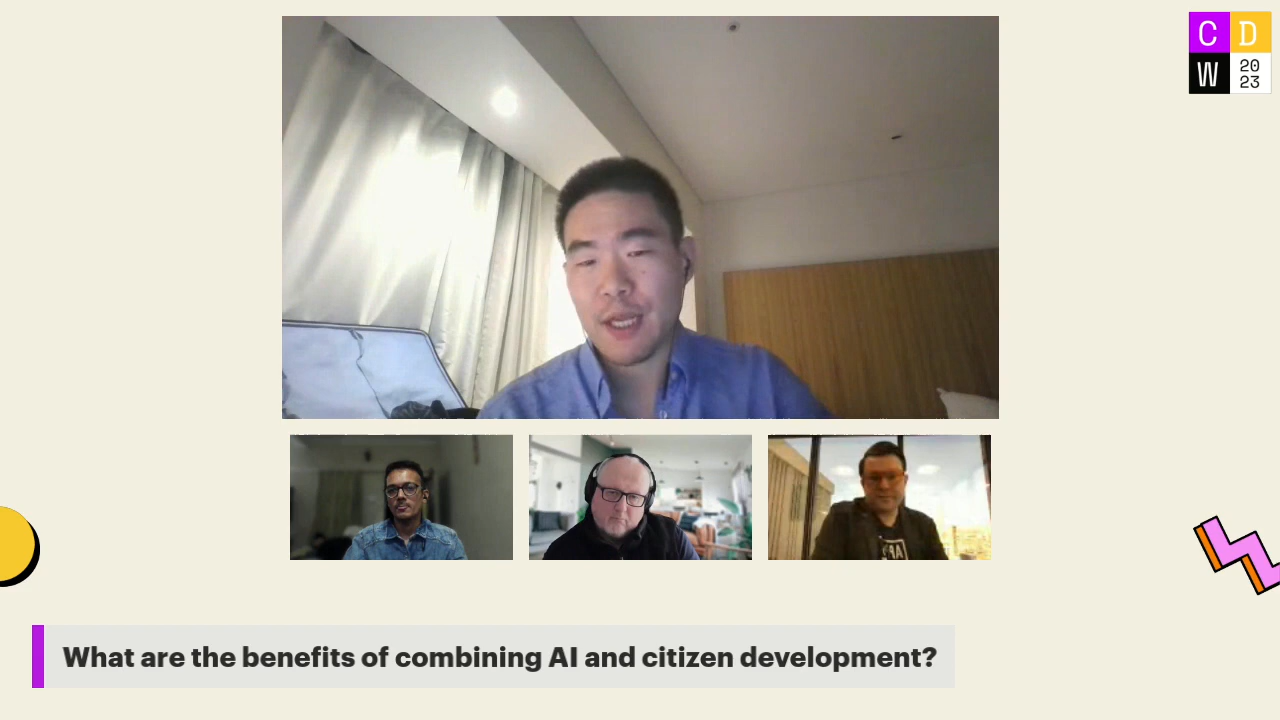 C D
W 20
23
What are the benefits of combining AI and citizen development?